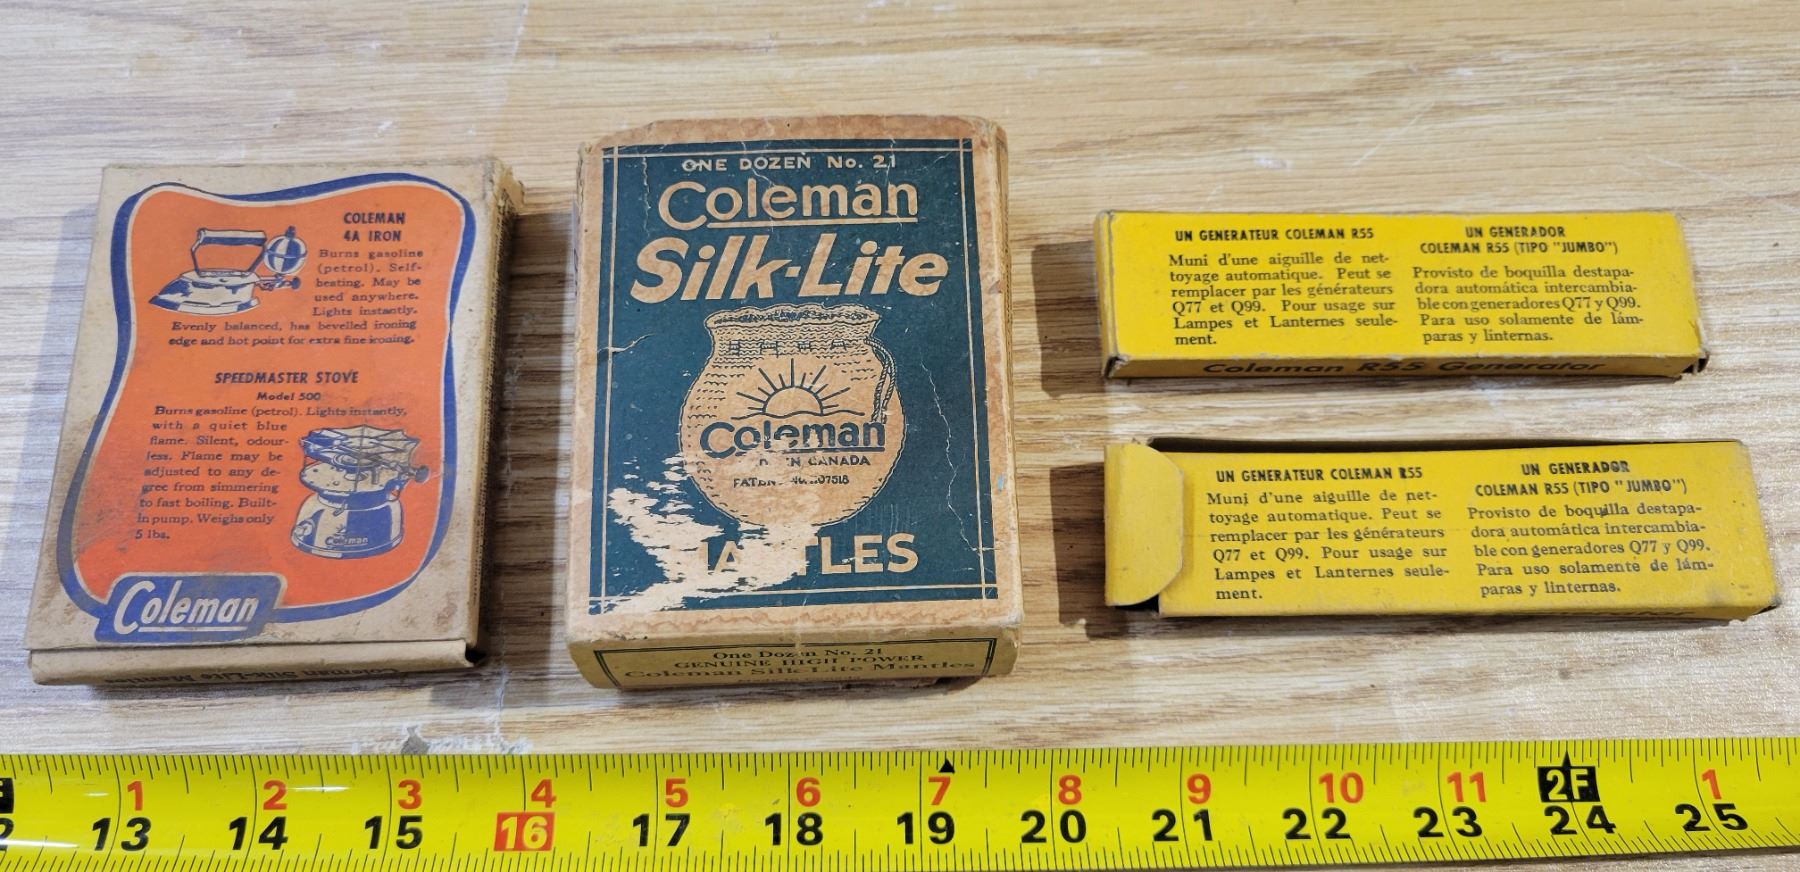 COLEMAN
4A IRON
Burns gasoline
(petrol). Self-
heating. May be
used anywhere.
Lights instantly.
Evenly balanced, has bevelled ironing
edge and hot point for extra fine ironing.
SPEEDMASTER STOVE
Model 500
Burns gasoline (petrol). Lights instantly,
with a quiet blue
flame. Silent, odour-
less. Flame may be
adjusted to any de-
gree from simmering
to fast boiling. Built-
in pump. Weighs only
5 lbs.
Coleman
Coleman
Coleman Silk-Lite Mantles
ONE DOZEN No. 21
Coleman
Silk-Lite
Coleman
IN CANADA
MANTLES
One Dozen No. 21
GENUINE HIGH POWER
Coleman Silk-Lite Mantles
UN GENERATEUR COLEMAN R55
Muni d'une aiguille de net-
toyage automatique. Peut se
remplacer par les générateurs
Q77 et Q99. Pour usage sur
Lampes et Lanternes seule-
ment.
UN GENERADOR
COLEMAN R55 (TIPO "JUMBO")
Provisto de boquilla destapa-
dora automática intercambia-
ble con generadores Q77 y Q99.
Para uso solamente de lám-
paras y linternas.
Coleman R55 Generator
UN GENERATEUR COLEMAN R55
Muni d'une aiguille de net-
toyage automatique. Peut se
remplacer par les générateurs
Q77 et Q99. Pour usage sur
Lampes et Lanternes seule-
ment.
UN GENERADOR
COLEMAN R55 (TIPO "JUMBO")
Provisto de boquilla destapa-
dora automática intercambia-
ble con generadores Q77 y Q99.
Para uso solamente de lám-
paras y linternas.
1 2 3 4 5 6 7 8 9 10 11 2F 1
13 14 15 16 17 18 19 20 21 22 23 24 25